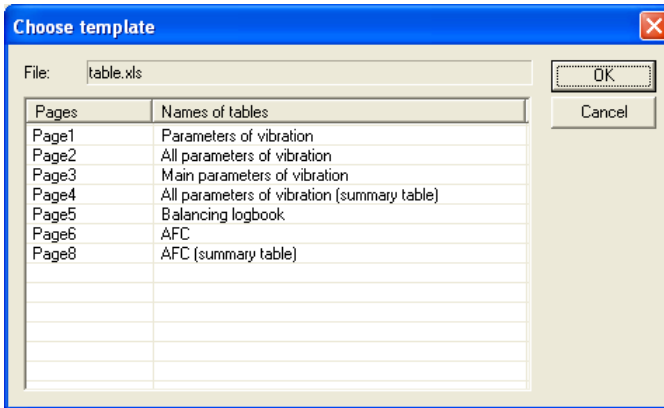 Choose template
File: table.xls
OK
Cancel
Pages Names of tables
Page1 Parameters of vibration
Page2 All parameters of vibration
Page3 Main parameters of vibration
Page4 All parameters of vibration (summary table)
Page5 Balancing logbook
Page6 AFC
Page8 AFC (summary table)